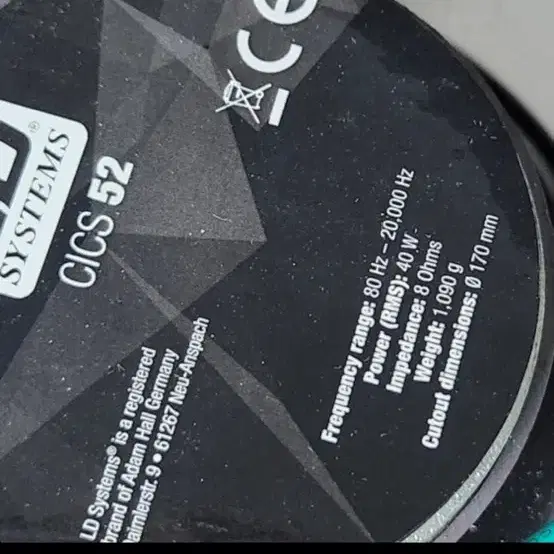 SYSTEMS®
CICS 52
CE
LD Systems® is a registered
brand of Adam Hall Germany
Daimlerstr. 9 • 61267 Neu-Anspach
Frequency range: 80 Hz – 20,000 Hz
Power (RMS): 40 W
Impedance: 8 Ohms
Weight: 1,090 g
Cutout dimensions: Ø 170 mm